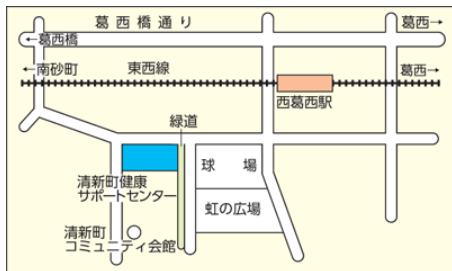 葛西橋通り
葛西→
←葛西橋
←南砂町
東西線
葛西→
西葛西駅
緑道
球場
清新町健康
サポートセンター
虹の広場
清新町
コミュニティ会館